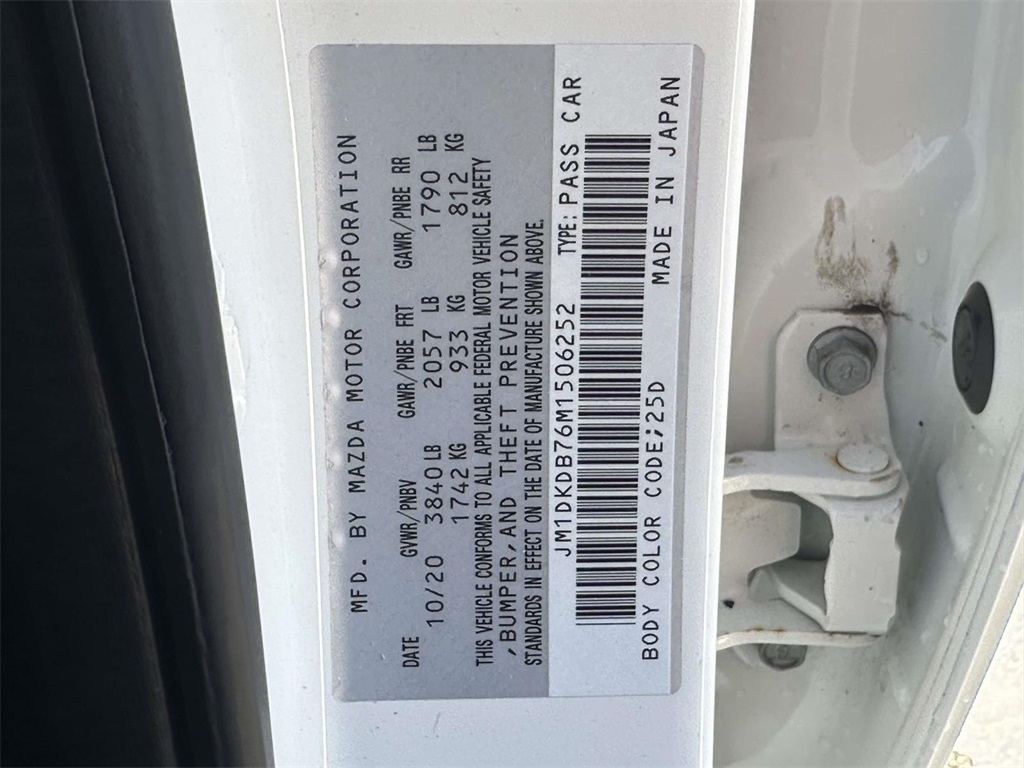 MFD. BY MAZDA MOTOR CORPORATION
DATE GVWR/PNBV GAWR/PNBE FRT GAWR/PNBE RR
10/20 3840 LB 2057 LB 1790 LB
1742 KG 933 KG 812 KG
THIS VEHICLE CONFORMS TO ALL APPLICABLE FEDERAL MOTOR VEHICLE SAFETY
,BUMPER,AND THEFT PREVENTION
STANDARDS IN EFFECT ON THE DATE OF MANUFACTURE SHOWN ABOVE.
JM1DKDB76M1506252 TYPE: PASS CAR
BODY COLOR CODE;25D MADE IN JAPAN